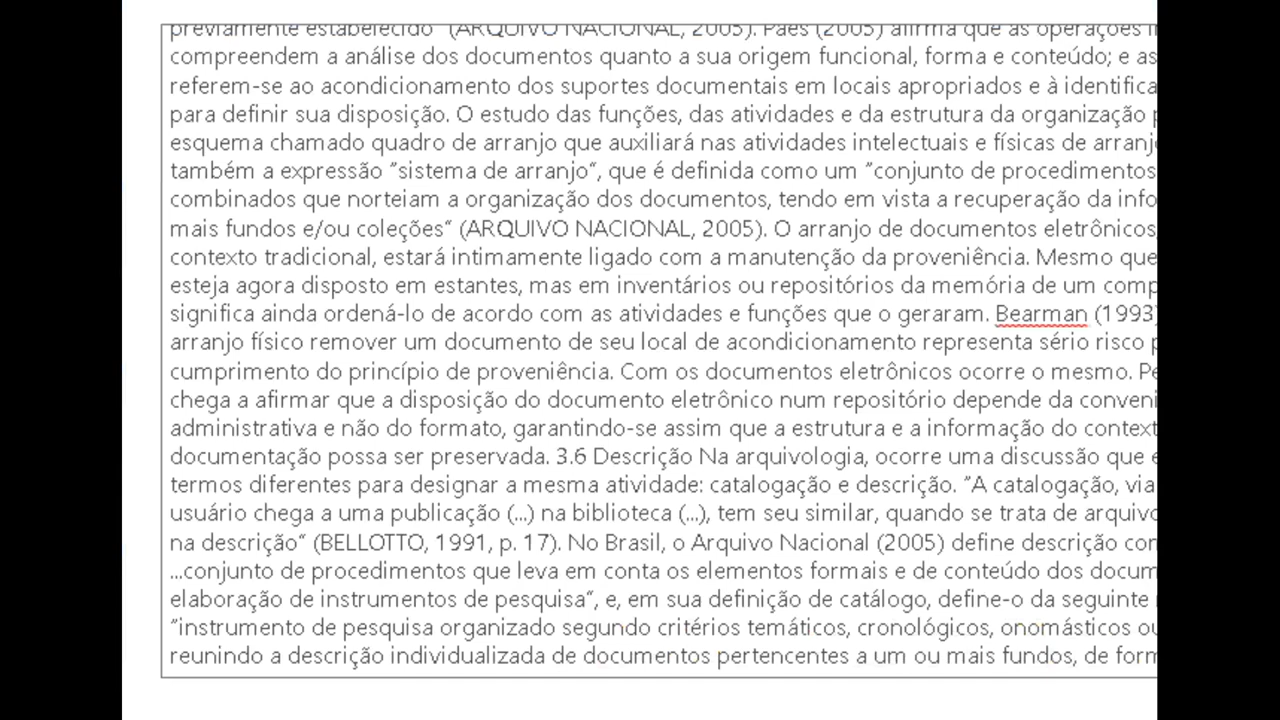 previamente estabelecido" (ARQUIVO NACIONAL, 2005). Paes (2005) afirma que as operações
compreendem a análise dos documentos quanto a sua origem funcional, forma e conteúdo; e as
referem-se ao acondicionamento dos suportes documentais em locais apropriados e à identifica
para definir sua disposição. O estudo das funções, das atividades e da estrutura da organização
esquema chamado quadro de arranjo que auxiliará nas atividades intelectuais e físicas de arranj
também a expressão "sistema de arranjo", que é definida como um "conjunto de procedimentos
combinados que norteiam a organização dos documentos, tendo em vista a recuperação da info
mais fundos e/ou coleções" (ARQUIVO NACIONAL, 2005). O arranjo de documentos eletrônicos,
contexto tradicional, estará intimamente ligado com a manutenção da proveniência. Mesmo que
esteja agora disposto em estantes, mas em inventários ou repositórios da memória de um comp
significa ainda ordená-lo de acordo com as atividades e funções que o geraram. Bearman (1993)
arranjo físico remover um documento de seu local de acondicionamento representa sério risco
cumprimento do princípio de proveniência. Com os documentos eletrônicos ocorre o mesmo. Pe
chega a afirmar que a disposição do documento eletrônico num repositório depende da conveni
administrativa e não do formato, garantindo-se assim que a estrutura e a informação do context
documentação possa ser preservada. 3.6 Descrição Na arquivologia, ocorre uma discussão que
termos diferentes para designar a mesma atividade: catalogação e descrição. "A catalogação, via
usuário chega a uma publicação (...) na biblioteca (...), tem seu similar, quando se trata de arquivo
na descrição" (BELLOTTO, 1991, p. 17). No Brasil, o Arquivo Nacional (2005) define descrição com
...conjunto de procedimentos que leva em conta os elementos formais e de conteúdo dos docum
elaboração de instrumentos de pesquisa", e, em sua definição de catálogo, define-o da seguinte
"instrumento de pesquisa organizado segundo critérios temáticos, cronológicos, onomásticos ou
reunindo a descrição individualizada de documentos pertencentes a um ou mais fundos, de form